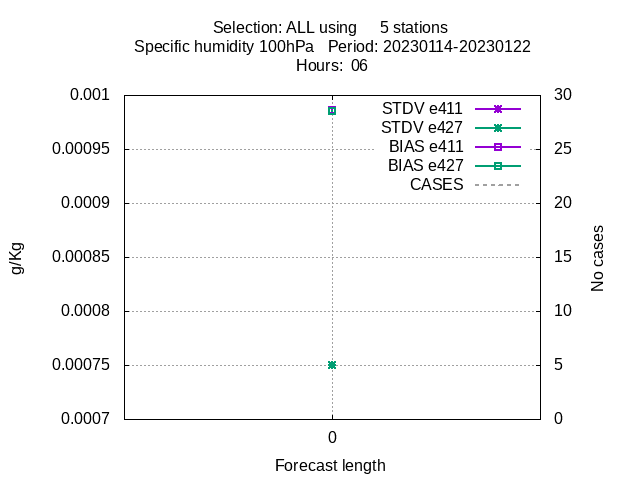 Selection: ALL using     5 stations
Specific humidity 100hPa   Period: 20230114-20230122
Hours:  06
0.001
0.00095
0.0009
0.00085
0.0008
0.00075
0.0007
30
25
20
15
10
5
0
STDV e411
STDV e427
BIAS e411
BIAS e427
CASES
g/Kg
No cases
0
Forecast length